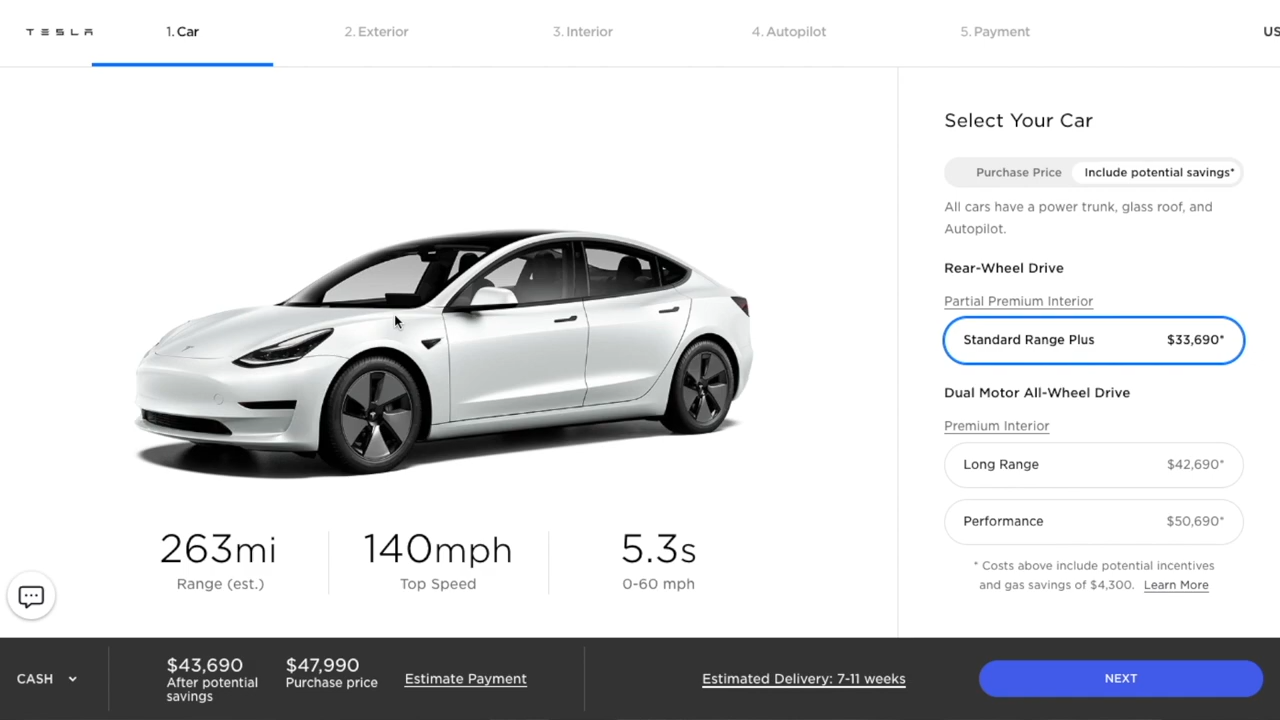 TESLA
1. Car
2. Exterior
3. Interior
4. Autopilot
5. Payment
US
Select Your Car
Purchase Price
Include potential savings*
All cars have a power trunk, glass roof, and
Autopilot.
Rear-Wheel Drive
Partial Premium Interior
Standard Range Plus $33,690*
Dual Motor All-Wheel Drive
Premium Interior
Long Range $42,690*
Performance $50,690*
* Costs above include potential incentives
and gas savings of $4,300. Learn More
263mi
Range (est.)
140mph
Top Speed
5.3s
0-60 mph
CASH
$43,690
After potential
savings
$47,990
Purchase price
Estimate Payment
Estimated Delivery: 7-11 weeks
NEXT